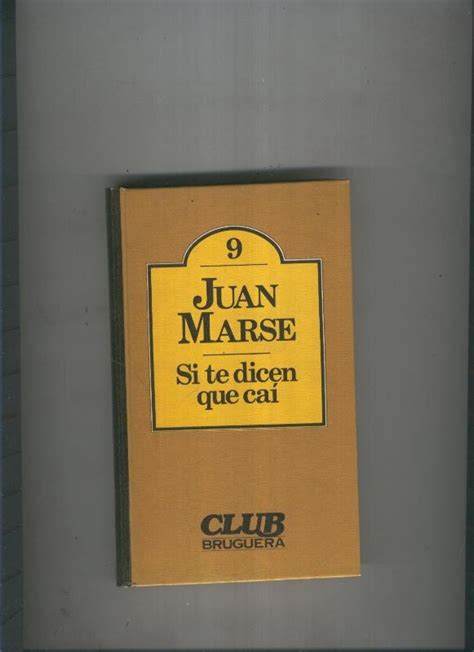 9
JUAN
MARSE
Si te dicen
que caí
CLUB
BRUGUERA